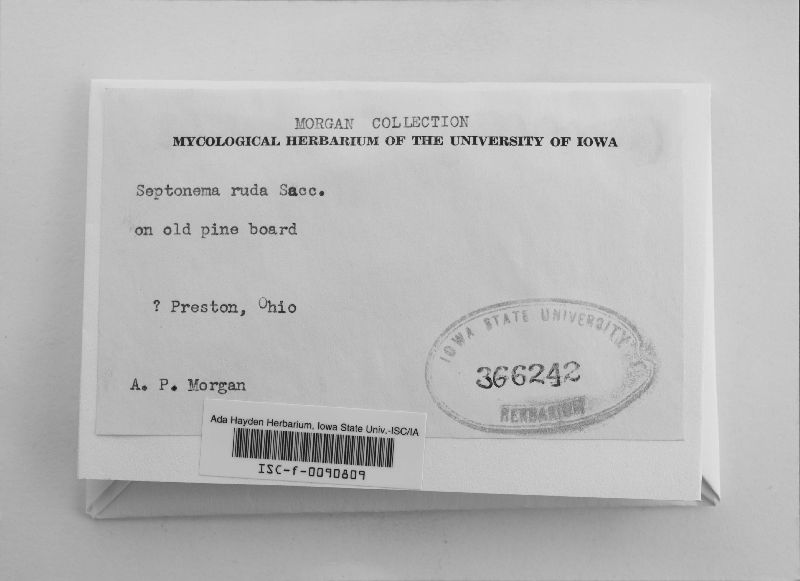 MORGAN COLLECTION
MYCOLOGICAL HERBARIUM OF THE UNIVERSITY OF IOWA
Septonema ruda Sacc.
on old pine board
? Preston, Ohio
A. P. Morgan
IOWA STATE UNIVERSITY
366242
HERBARIUM
Ada Hayden Herbarium, Iowa State Univ.-ISC/IA
ISC-f-0090809